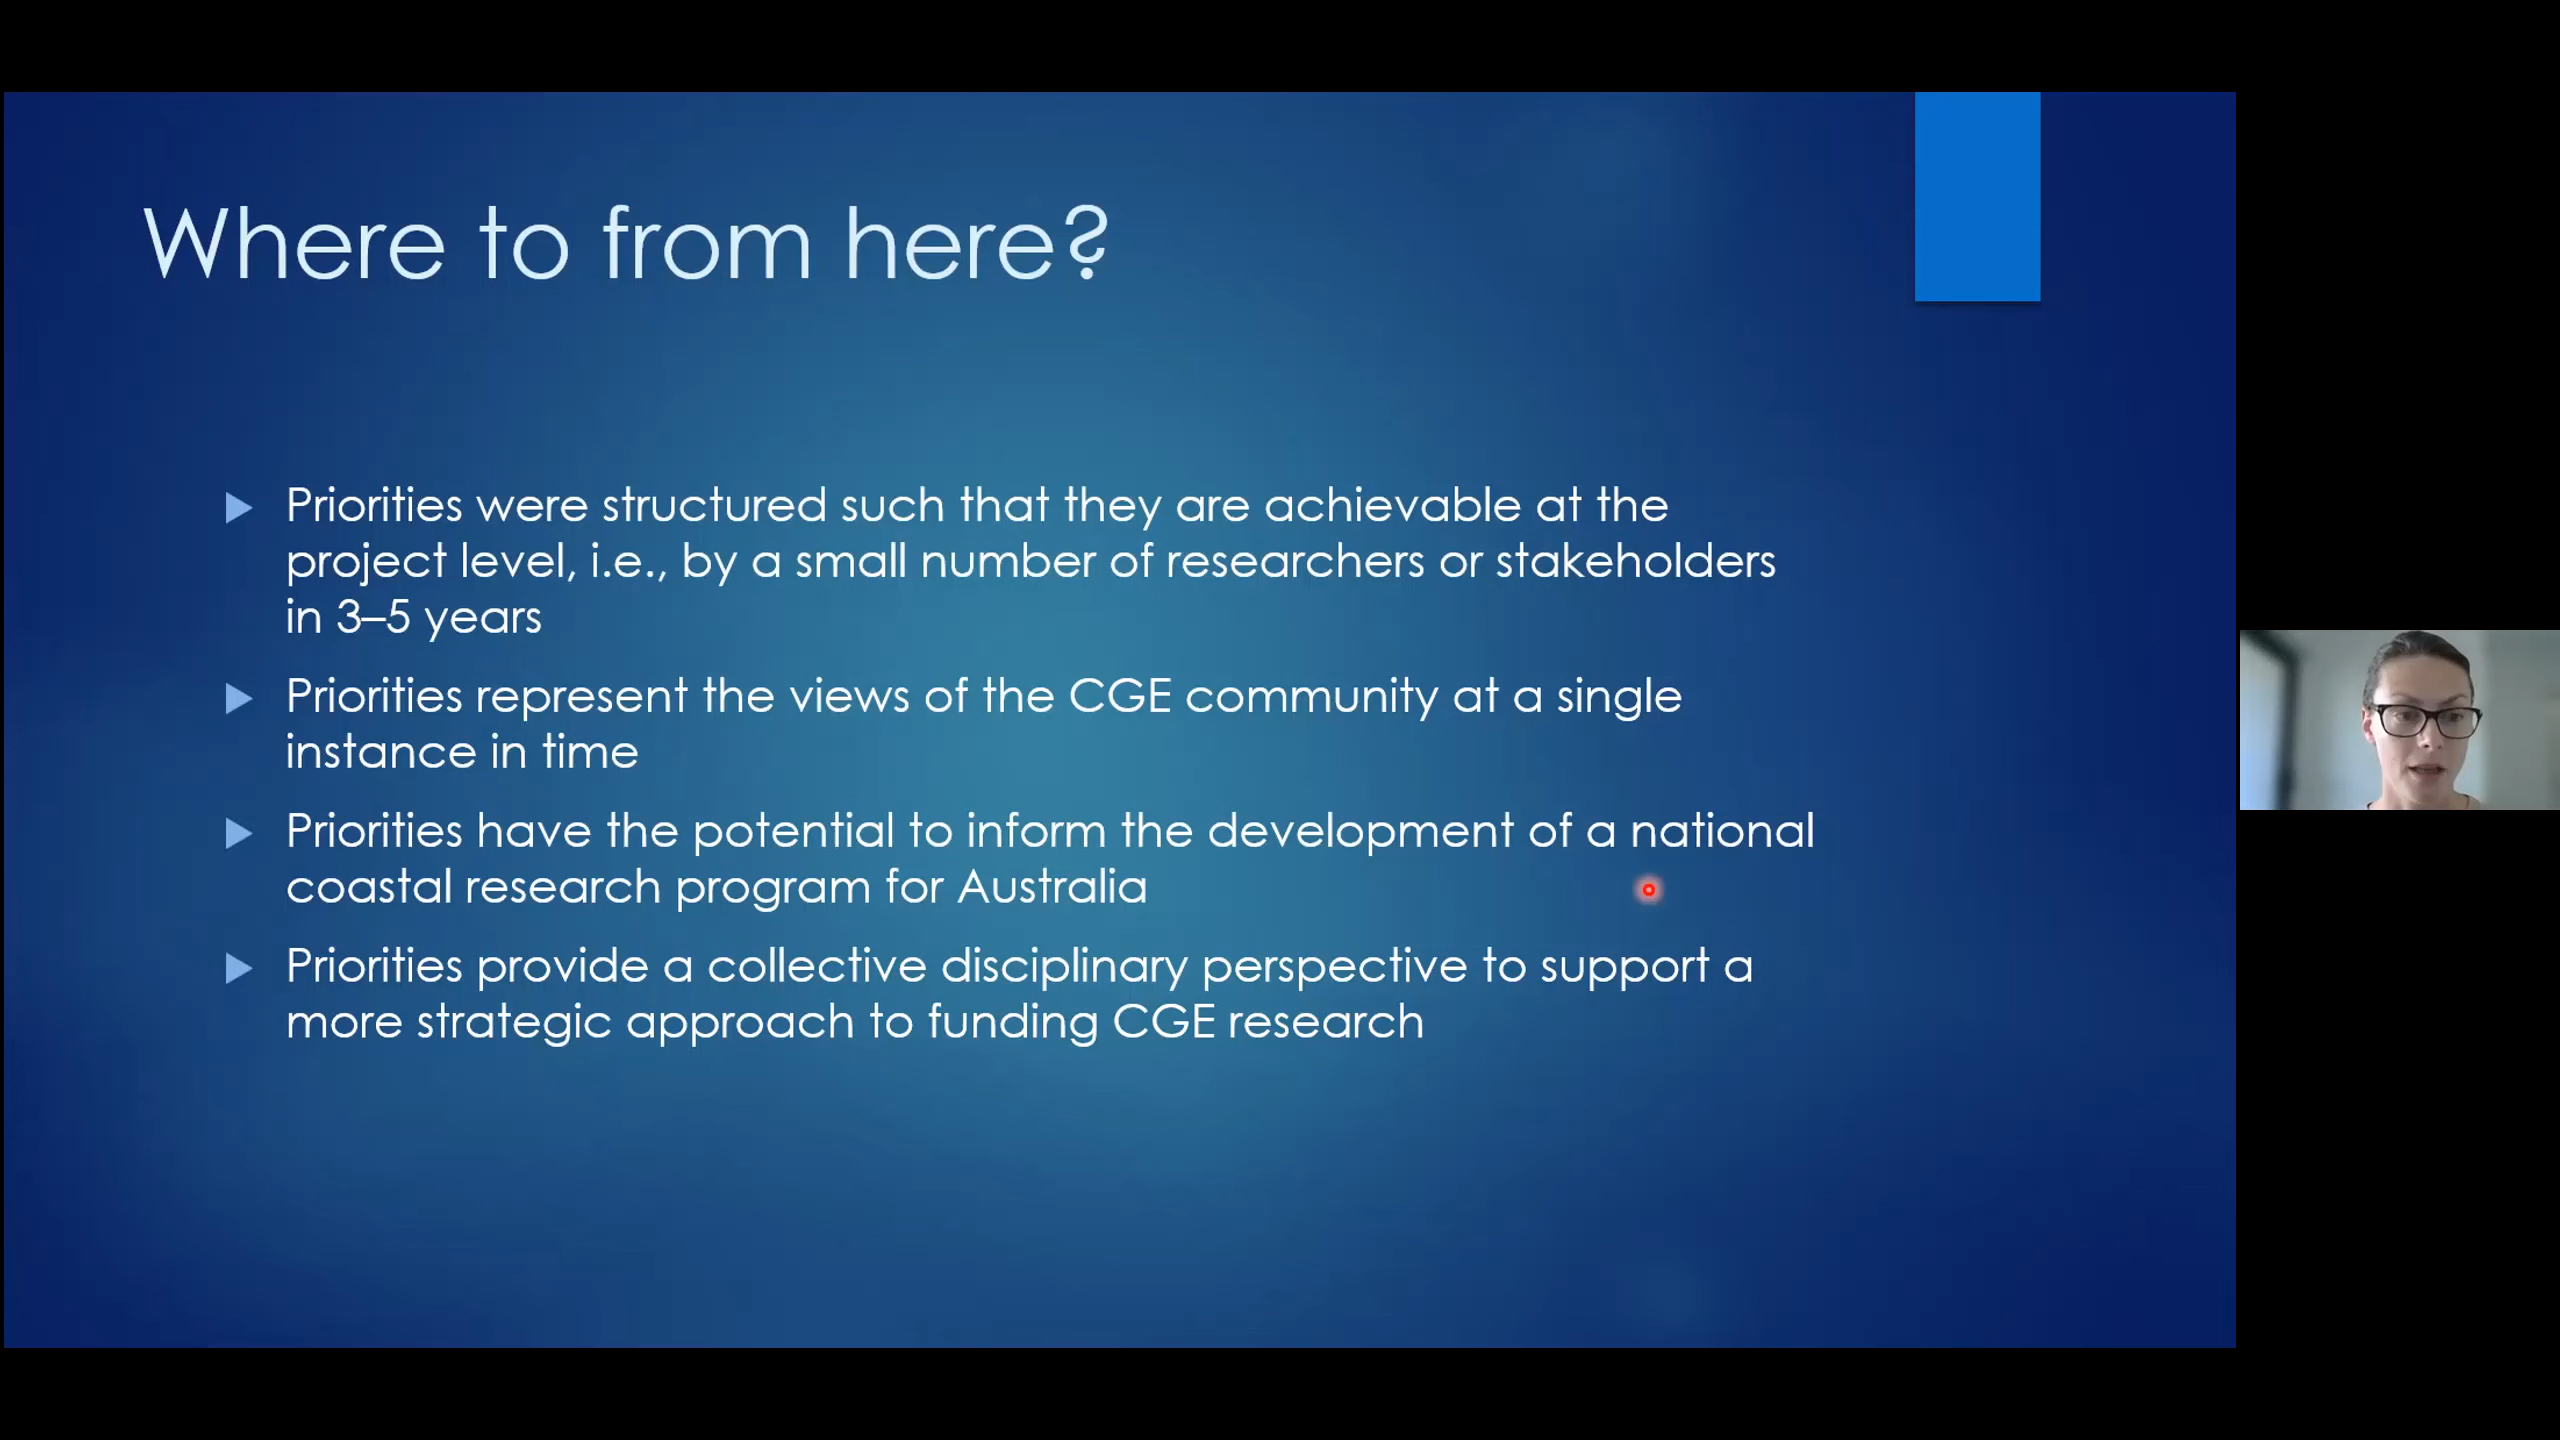 Where to from here?
Priorities were structured such that they are achievable at the
project level, i.e., by a small number of researchers or stakeholders
in 3–5 years
Priorities represent the views of the CGE community at a single
instance in time
Priorities have the potential to inform the development of a national
coastal research program for Australia
Priorities provide a collective disciplinary perspective to support a
more strategic approach to funding CGE research